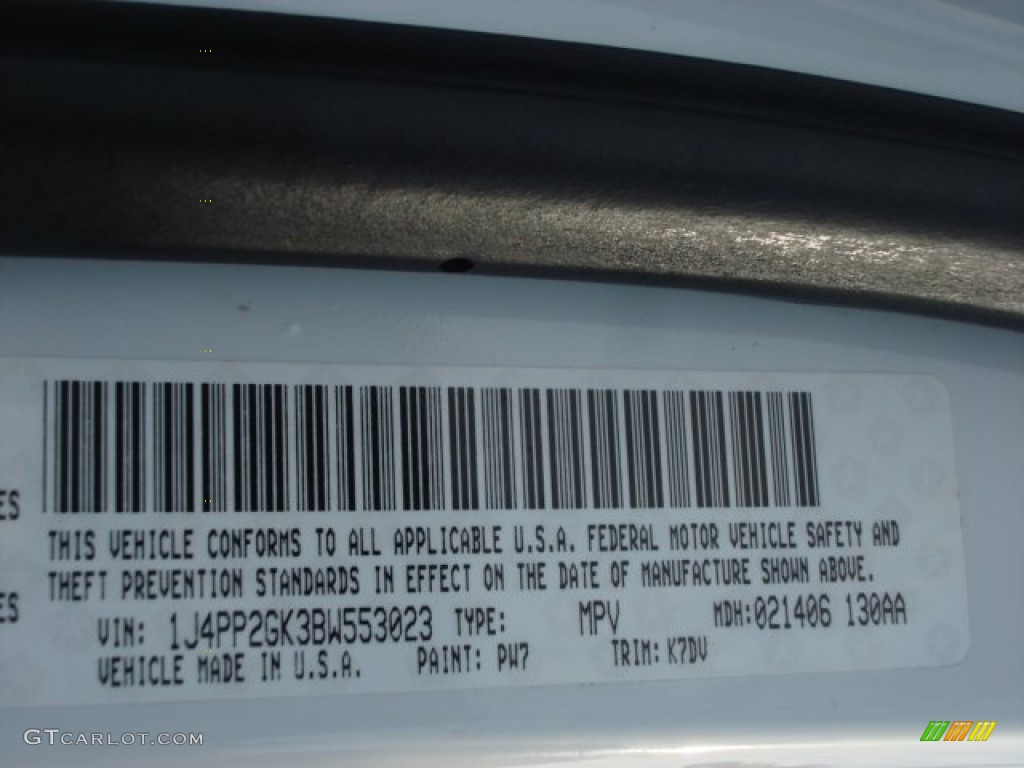 ES
THIS VEHICLE CONFORMS TO ALL APPLICABLE U.S.A. FEDERAL MOTOR VEHICLE SAFETY AND
THEFT PREVENTION STANDARDS IN EFFECT ON THE DATE OF MANUFACTURE SHOWN ABOVE.
ES
VIN: 1J4PP2GK3BW553023 TYPE: MPV MDH:021406 130AA
VEHICLE MADE IN U.S.A. PAINT: PW7 TRIM: K7DV
GTCARLOT.COM